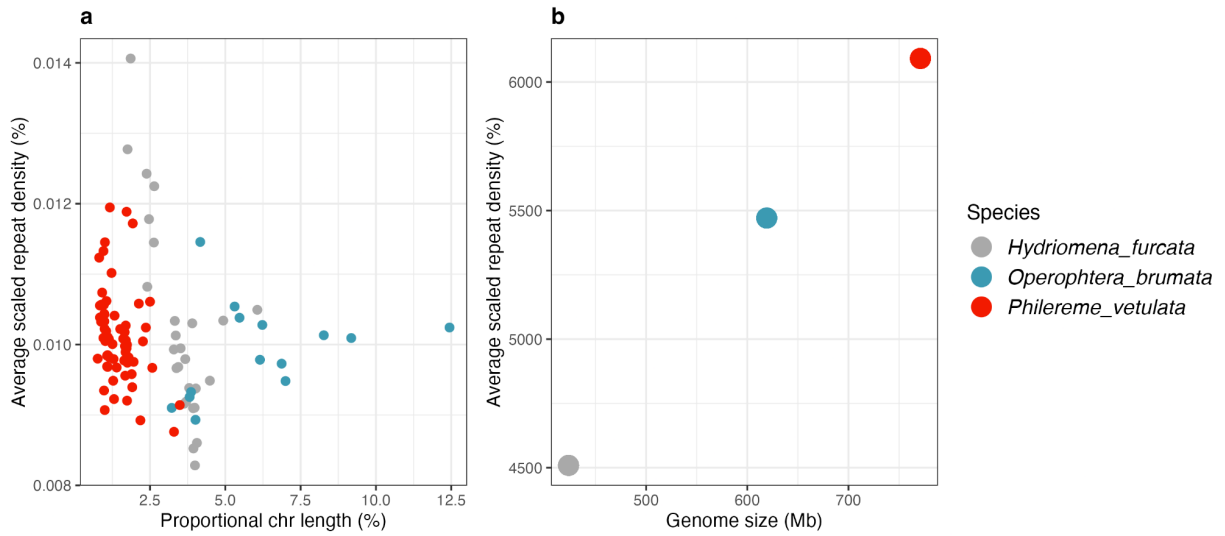 a
Average scaled repeat density (%)
0.014
0.012
0.010
0.008
2.5
5.0
7.5
10.0
12.5
Proportional chr length (%)
b
Average scaled repeat density (%)
6000
5500
5000
4500
500
600
700
Genome size (Mb)
Species
Hydriomena_furcata
Operophtera_brumata
Philereme_vetulata